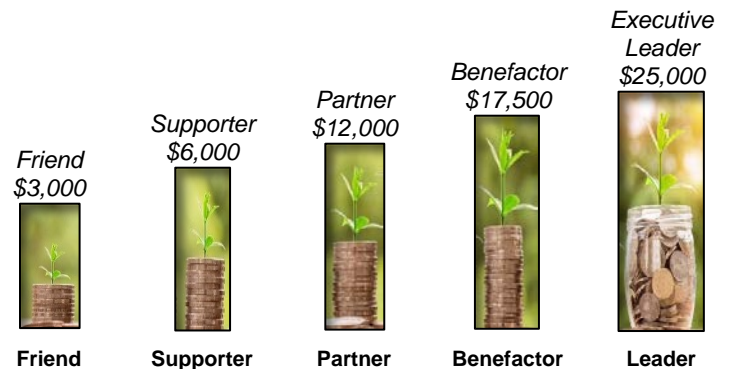 Executive
Leader
$25,000
Benefactor
$17,500
Partner
$12,000
Supporter
$6,000
Friend
$3,000
Friend
Supporter
Partner
Benefactor
Leader